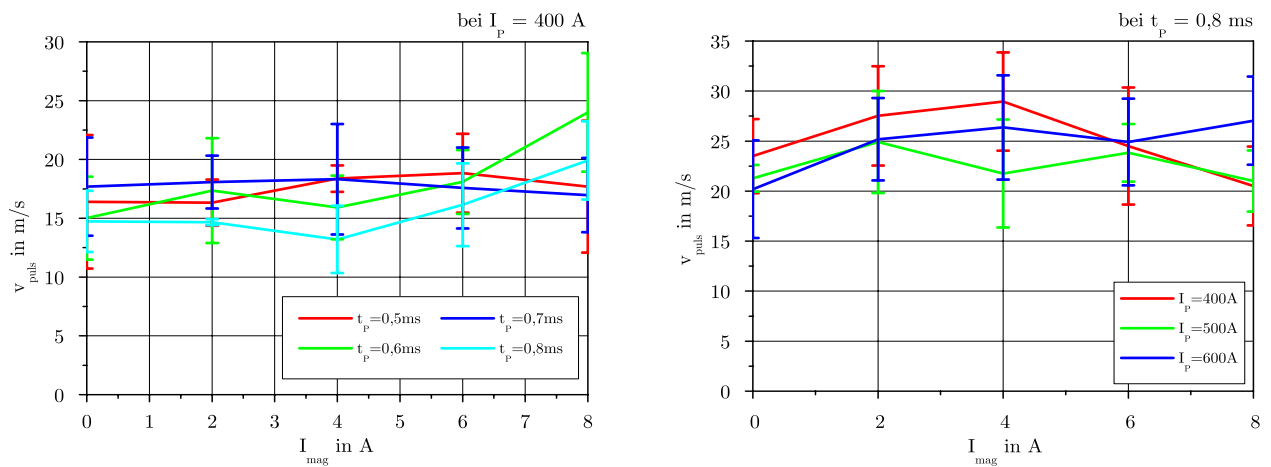 bei I_P = 400 A
30
25
20
15
10
5
0
v_puls in m/s
t_P=0,5ms t_P=0,7ms
t_P=0,6ms t_P=0,8ms
0 1 2 3 4 5 6 7 8
I_mag in A
bei t_P = 0,8 ms
35
30
25
20
15
10
5
0
v_puls in m/s
I_P=400A
I_P=500A
I_P=600A
0 2 4 6 8
I_mag in A